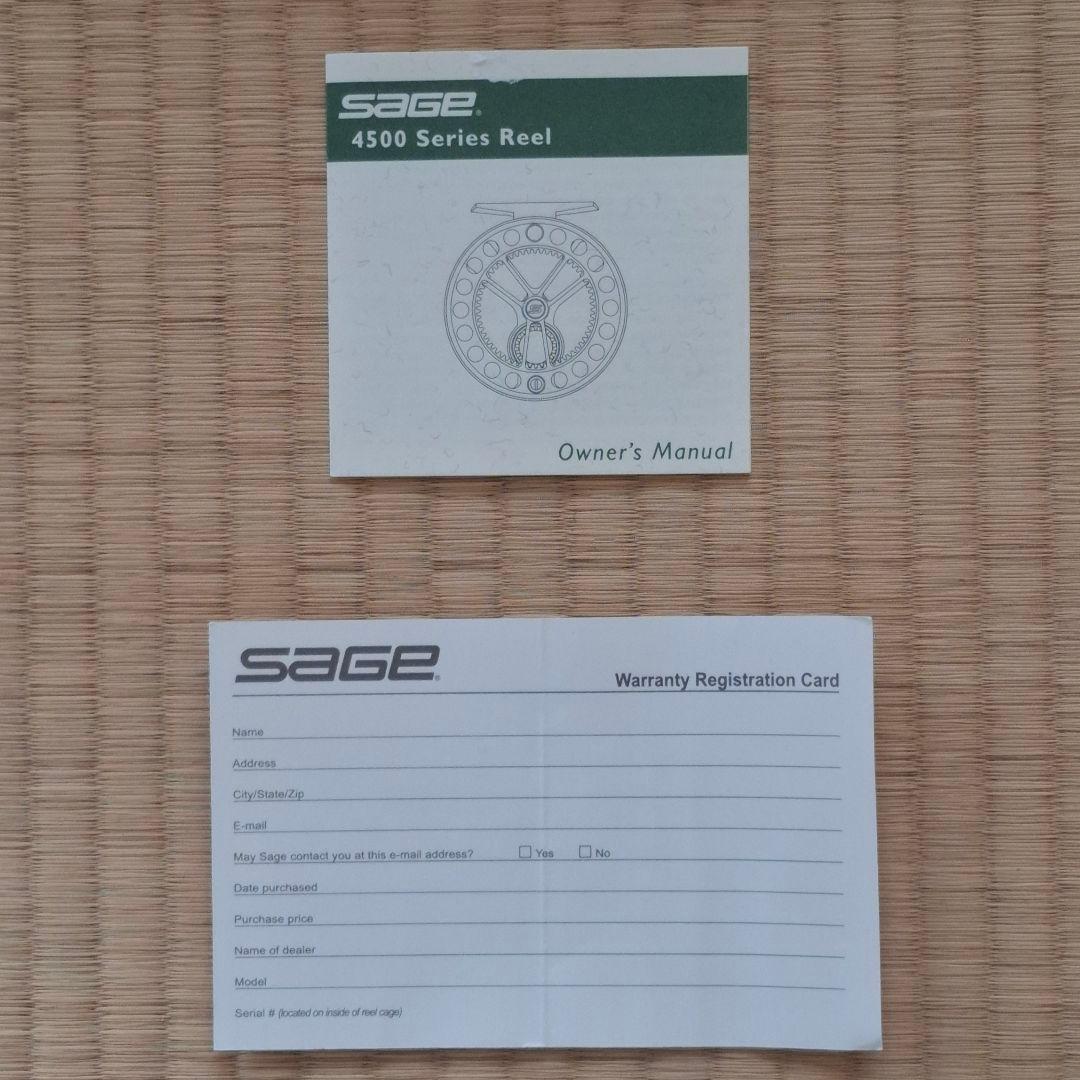 SAGE®
4500 Series Reel
Owner's Manual
SAGE®
Warranty Registration Card
Name
Address
City/State/Zip
E-mail
May Sage contact you at this e-mail address? Yes No
Date purchased
Purchase price
Name of dealer
Model
Serial # (located on inside of reel cage)